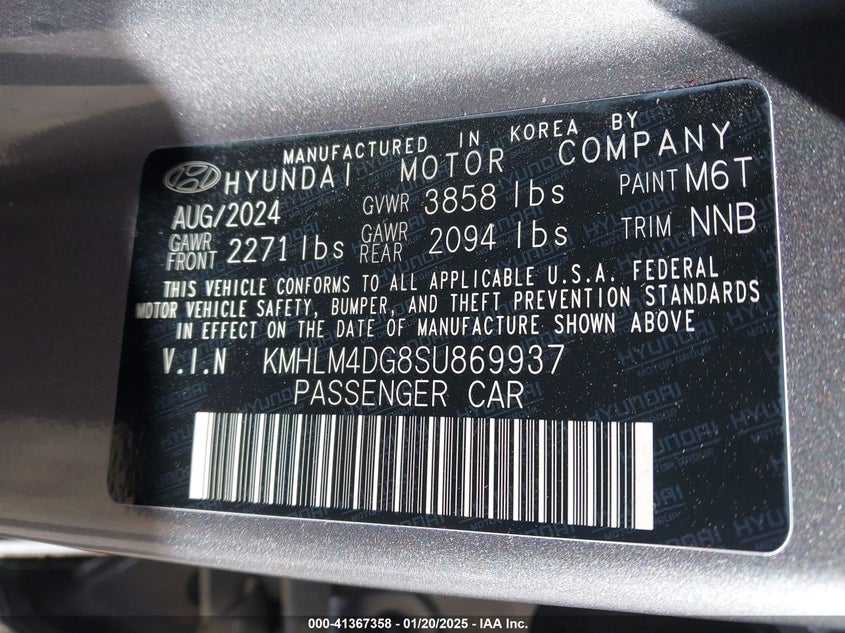 MANUFACTURED IN KOREA BY
HYUNDAI MOTOR COMPANY
AUG/2024 GVWR 3858 lbs PAINT M6T
GAWR FRONT 2271 lbs GAWR REAR 2094 lbs TRIM NNB
THIS VEHICLE CONFORMS TO ALL APPLICABLE U.S.A. FEDERAL
MOTOR VEHICLE SAFETY, BUMPER, AND THEFT PREVENTION STANDARDS
IN EFFECT ON THE DATE OF MANUFACTURE SHOWN ABOVE
V.I.N KMHLM4DG8SU869937
PASSENGER CAR
000-41367358 - 01/20/2025 - IAA Inc.